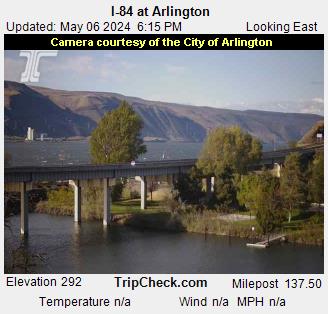 I-84 at Arlington
Updated: May 06 2024 6:15 PM Looking East
Camera courtesy of the City of Arlington
Elevation 292 TripCheck.com Milepost 137.50
Temperature n/a Wind n/a MPH n/a